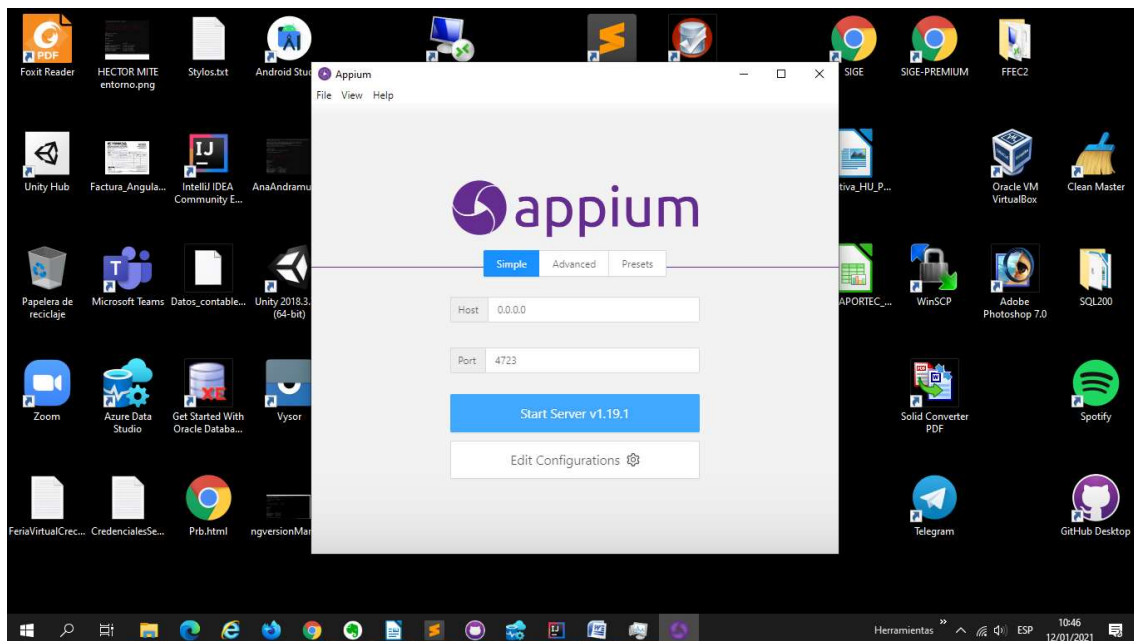 PDF
Foxit Reader
HECTOR MITE
entorno.png
Stylos.txt
Android Stu
SIGE
SIGE-PREMIUM
FFEC2
Appium
File View Help
Unity Hub
Factura_Angula...
IJ
IntelliJ IDEA
Community E...
AnaAndramu
tiva_HU_P...
Oracle VM
VirtualBox
Clean Master
appium
Simple Advanced Presets
Papelera de
reciclaje
Microsoft Teams
Datos_contable...
Unity 2018.3.
(64-bit)
APORTEC_...
WinSCP
Adobe
Photoshop 7.0
SQL200
Host 0.0.0.0
Port 4723
Zoom
Azure Data
Studio
XE
Get Started With
Oracle Databa...
Vysor
Solid Converter
PDF
Spotify
Start Server v1.19.1
Edit Configurations
FeriaVirtualCrec...
CredencialesSe...
Prb.html
ngversionMar
Telegram
GitHub Desktop
Herramientas » ESP 10:46
12/01/2021